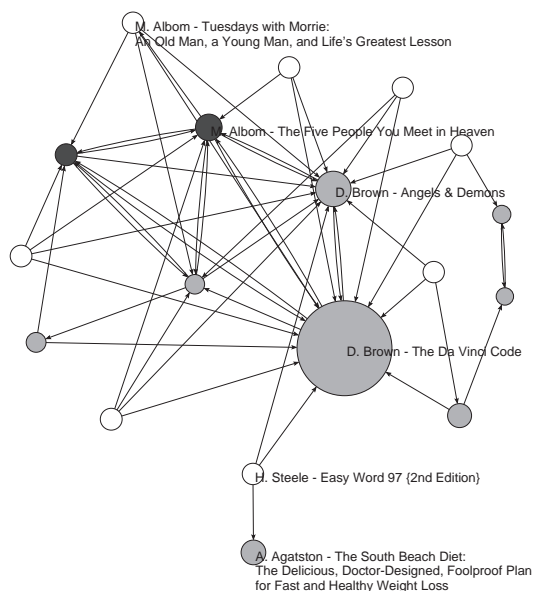 M. Albom - Tuesdays with Morrie:
An Old Man, a Young Man, and Life's Greatest Lesson
M. Albom - The Five People You Meet in Heaven
D. Brown - Angels & Demons
D. Brown - The Da Vinci Code
H. Steele - Easy Word 97 {2nd Edition}
A. Agatston - The South Beach Diet:
The Delicious, Doctor-Designed, Foolproof Plan
for Fast and Healthy Weight Loss